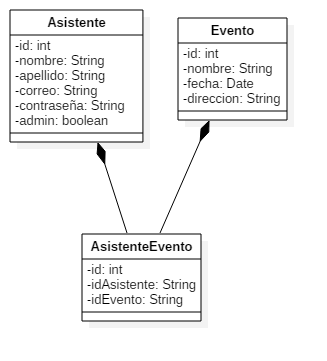 Asistente
-id: int
-nombre: String
-apellido: String
-correo: String
-contraseña: String
-admin: boolean
Evento
-id: int
-nombre: String
-fecha: Date
-direccion: String
AsistenteEvento
-id: int
-idAsistente: String
-idEvento: String